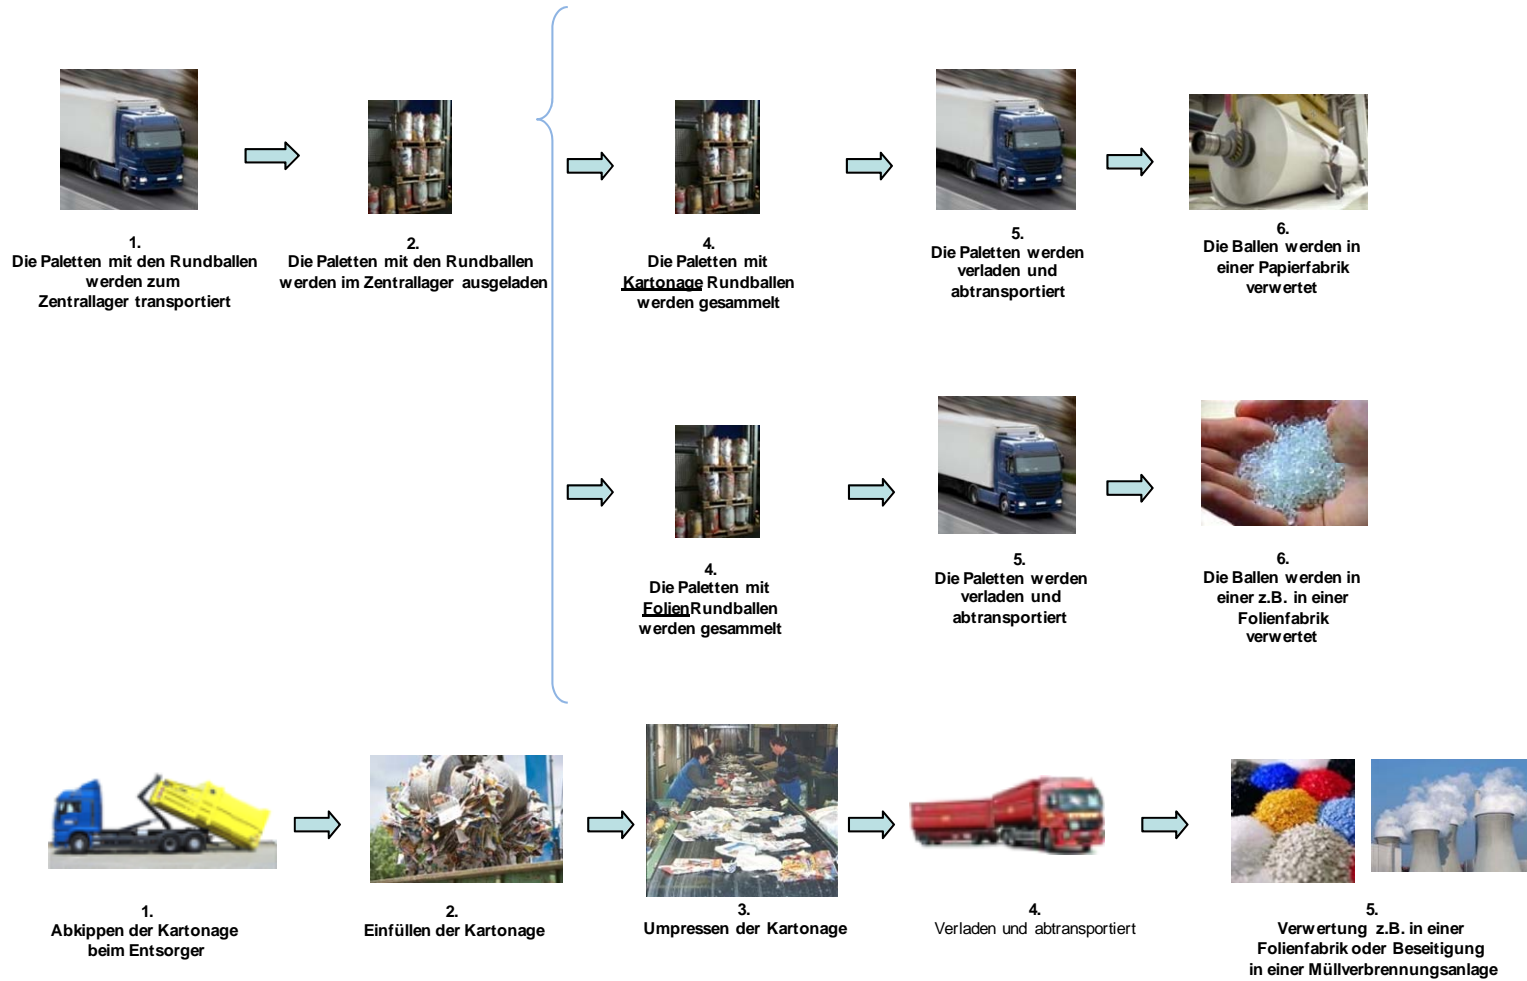 1.
Die Paletten mit den Rundballen
werden zum
Zentrallager transportiert
2.
Die Paletten mit den Rundballen
werden im Zentrallager ausgeladen
4.
Die Paletten mit
Kartonage Rundballen
werden gesammelt
5.
Die Paletten werden
verladen und
abtransportiert
6.
Die Ballen werden in
einer Papierfabrik
verwertet
4.
Die Paletten mit
Folien Rundballen
werden gesammelt
5.
Die Paletten werden
verladen und
abtransportiert
6.
Die Ballen werden in
einer z.B. in einer
Folienfabrik
verwertet
1.
Abkippen der Kartonage
beim Entsorger
2.
Einfüllen der Kartonage
3.
Umpressen der Kartonage
4.
Verladen und abtransportiert
5.
Verwertung z.B. in einer
Folienfabrik oder Beseitigung
in einer Müllverbrennungsanlage